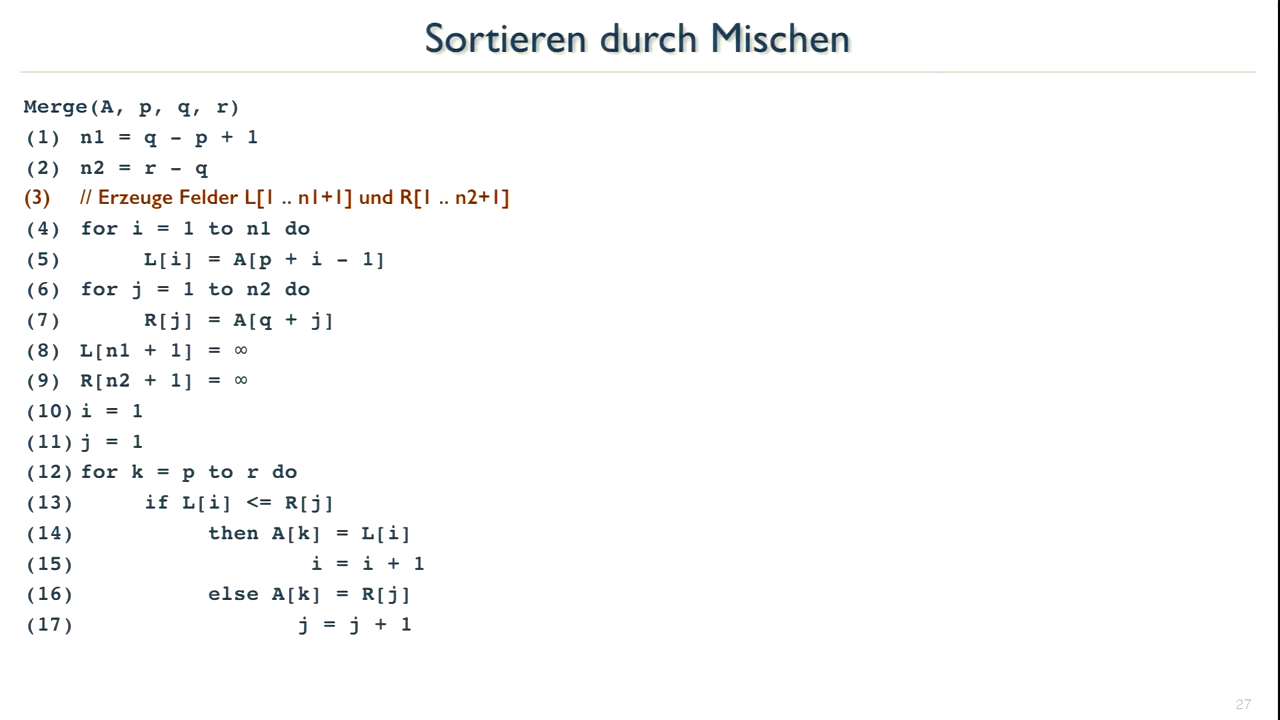 Sortieren durch Mischen
Merge(A, p, q, r)
(1) n1 = q – p + 1
(2) n2 = r – q
(3) // Erzeuge Felder L[1 .. n1+1] und R[1 .. n2+1]
(4) for i = 1 to n1 do
(5) L[i] = A[p + i – 1]
(6) for j = 1 to n2 do
(7) R[j] = A[q + j]
(8) L[n1 + 1] = ∞
(9) R[n2 + 1] = ∞
(10) i = 1
(11) j = 1
(12) for k = p to r do
(13) if L[i] <= R[j]
(14) then A[k] = L[i]
(15) i = i + 1
(16) else A[k] = R[j]
(17) j = j + 1
27